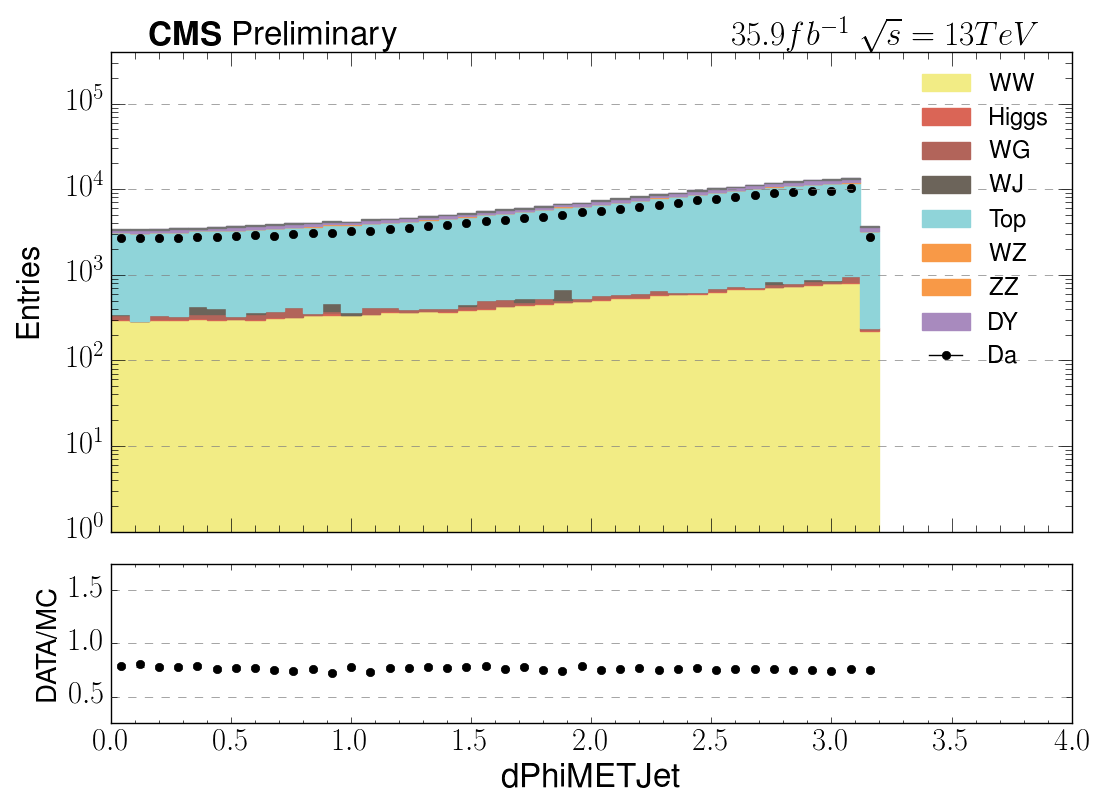 CMS Preliminary
35.9fb⁻¹ √s = 13TeV
Entries
10⁵
10⁴
10³
10²
10¹
10⁰
WW
Higgs
WG
WJ
Top
WZ
ZZ
DY
Da
DATA/MC
1.5
1.0
0.5
0.0 0.5 1.0 1.5 2.0 2.5 3.0 3.5 4.0
dPhiMETJet